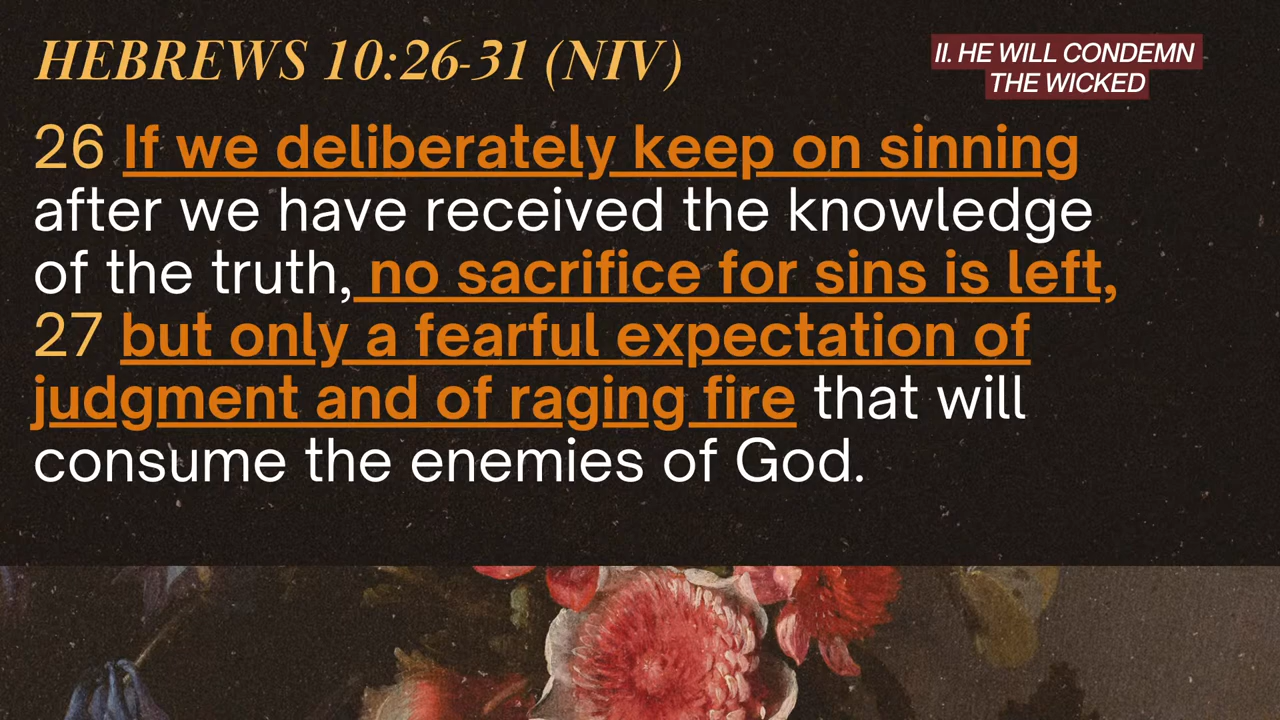 HEBREWS 10:26-31 (NIV)
II. HE WILL CONDEMN
THE WICKED
26 If we deliberately keep on sinning
after we have received the knowledge
of the truth, no sacrifice for sins is left,
27 but only a fearful expectation of
judgment and of raging fire that will
consume the enemies of God.